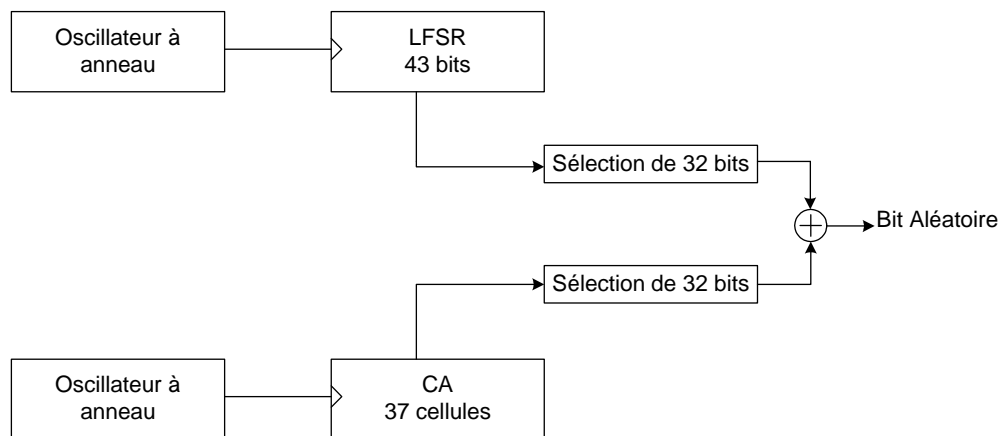 Oscillateur à
anneau
LFSR
43 bits
Sélection de 32 bits
Bit Aléatoire
Sélection de 32 bits
Oscillateur à
anneau
CA
37 cellules